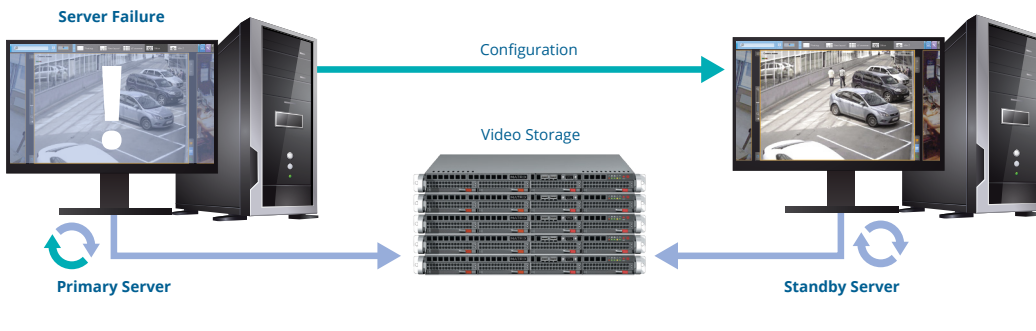 Server Failure
Configuration
Video Storage
Primary Server
Standby Server